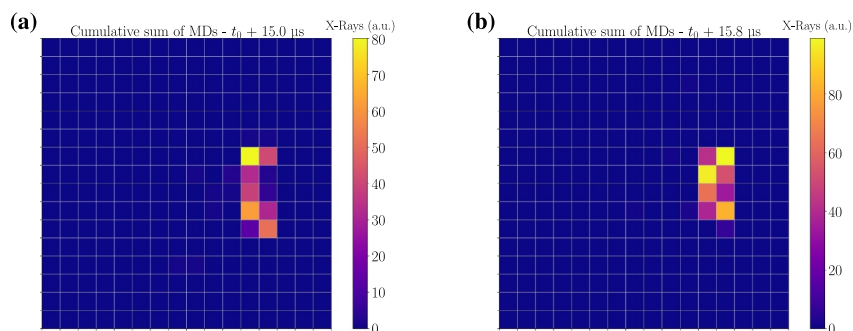 (a)
Cumulative sum of MDs - t₀ + 15.0 μs
X-Rays (a.u.)
80
70
60
50
40
30
20
10
0
(b)
Cumulative sum of MDs - t₀ + 15.8 μs
X-Rays (a.u.)
80
60
40
20
0